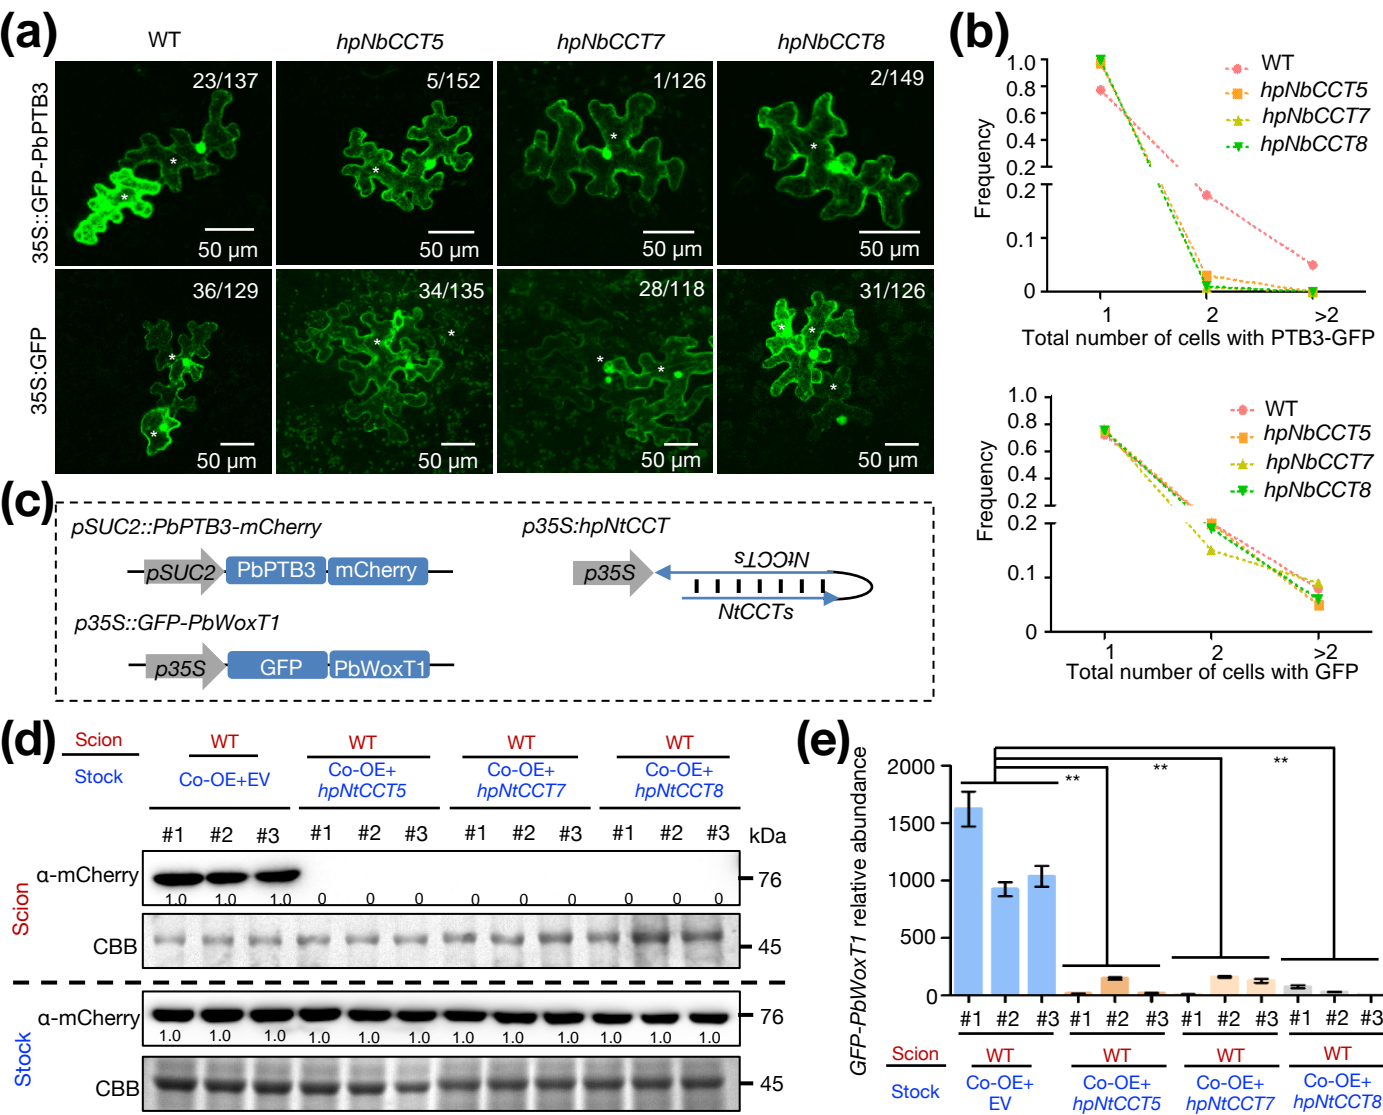 (a)
WT hpNbCCT5 hpNbCCT7 hpNbCCT8
35S::GFP-PbPTB3
23/137 5/152 1/126 2/149
* * * * *
50 µm 50 µm 50 µm 50 µm
35S:GFP
36/129 34/135 28/118 31/126
* * * * * * * *
50 µm 50 µm 50 µm 50 µm
(b)
Frequency
1.0
0.8
0.6
0.4
0.2
0.2
0.1
0
WT
hpNbCCT5
hpNbCCT7
hpNbCCT8
1 2 >2
Total number of cells with PTB3-GFP
Frequency
1.0
0.8
0.6
0.4
0.2
0.2
0.1
0
WT
hpNbCCT5
hpNbCCT7
hpNbCCT8
1 2 >2
Total number of cells with GFP
(c)
pSUC2::PbPTB3-mCherry
pSUC2 PbPTB3 mCherry
p35S::GFP-PbWoxT1
p35S GFP PbWoxT1
p35S:hpNtCCT
p35S NtCCTs
NtCCTs
(d)
Scion WT WT WT WT
Stock Co-OE+EV Co-OE+ Co-OE+ Co-OE+
hpNtCCT5 hpNtCCT7 hpNtCCT8
#1 #2 #3 #1 #2 #3 #1 #2 #3 #1 #2 #3 kDa
Scion
α-mCherry 76
1.0 1.0 1.0 0 0 0 0 0 0 0 0 0
CBB 45
Stock
α-mCherry 76
1.0 1.0 1.0 1.0 1.0 1.0 1.0 1.0 1.0 1.0 1.0 1.0
CBB 45
(e)
GFP-PbWoxT1 relative abundance
2000
1500
1000
500
0
** ** **
#1 #2 #3 #1 #2 #3 #1 #2 #3 #1 #2 #3
Scion WT WT WT WT
Stock Co-OE+ Co-OE+ Co-OE+ Co-OE+
EV hpNtCCT5 hpNtCCT7 hpNtCCT8